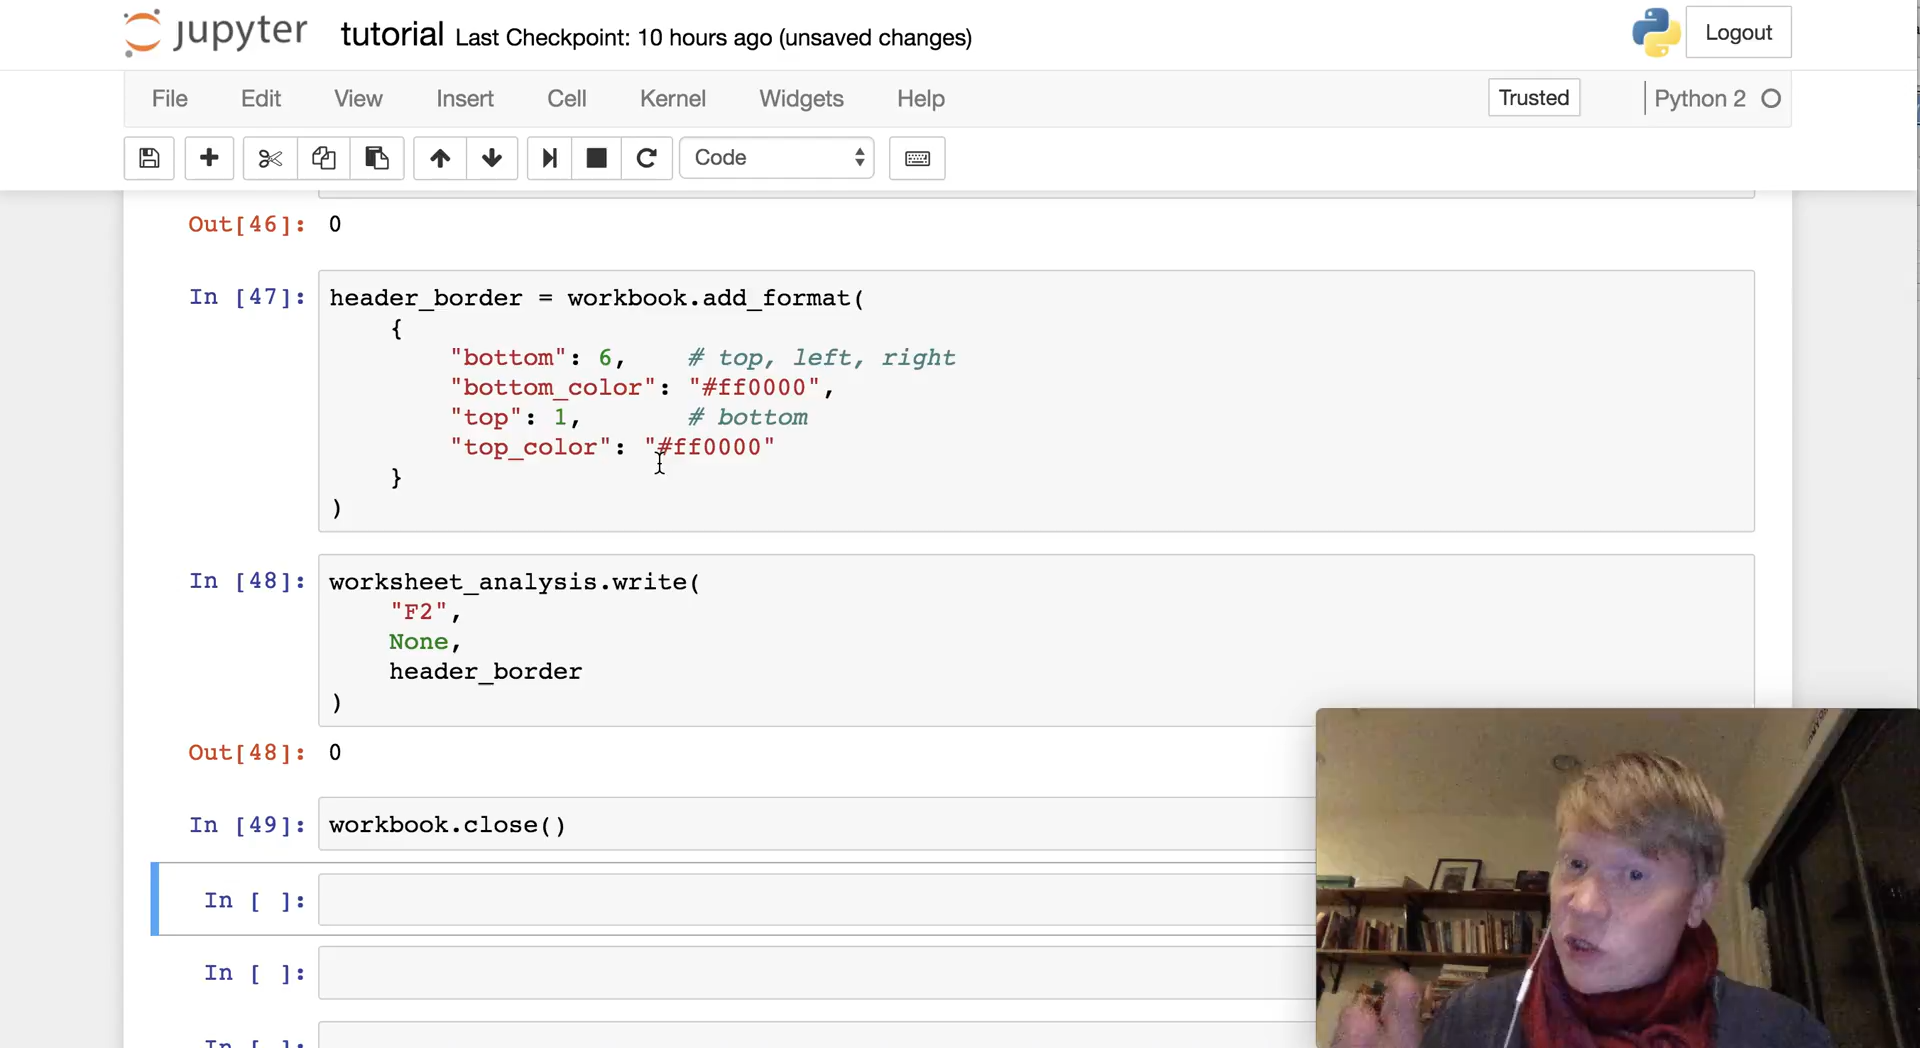 jupyter tutorial Last Checkpoint: 10 hours ago (unsaved changes) Logout
File Edit View Insert Cell Kernel Widgets Help Trusted Python 2
Code
Out[46]: 0
In [47]: header_border = workbook.add_format(
{
"bottom": 6, # top, left, right
"bottom_color": "#ff0000",
"top": 1, # bottom
"top_color": "#ff0000"
}
)
In [48]: worksheet_analysis.write(
"F2",
None,
header_border
)
Out[48]: 0
In [49]: workbook.close()
In [ ]:
In [ ]:
In [ ]: